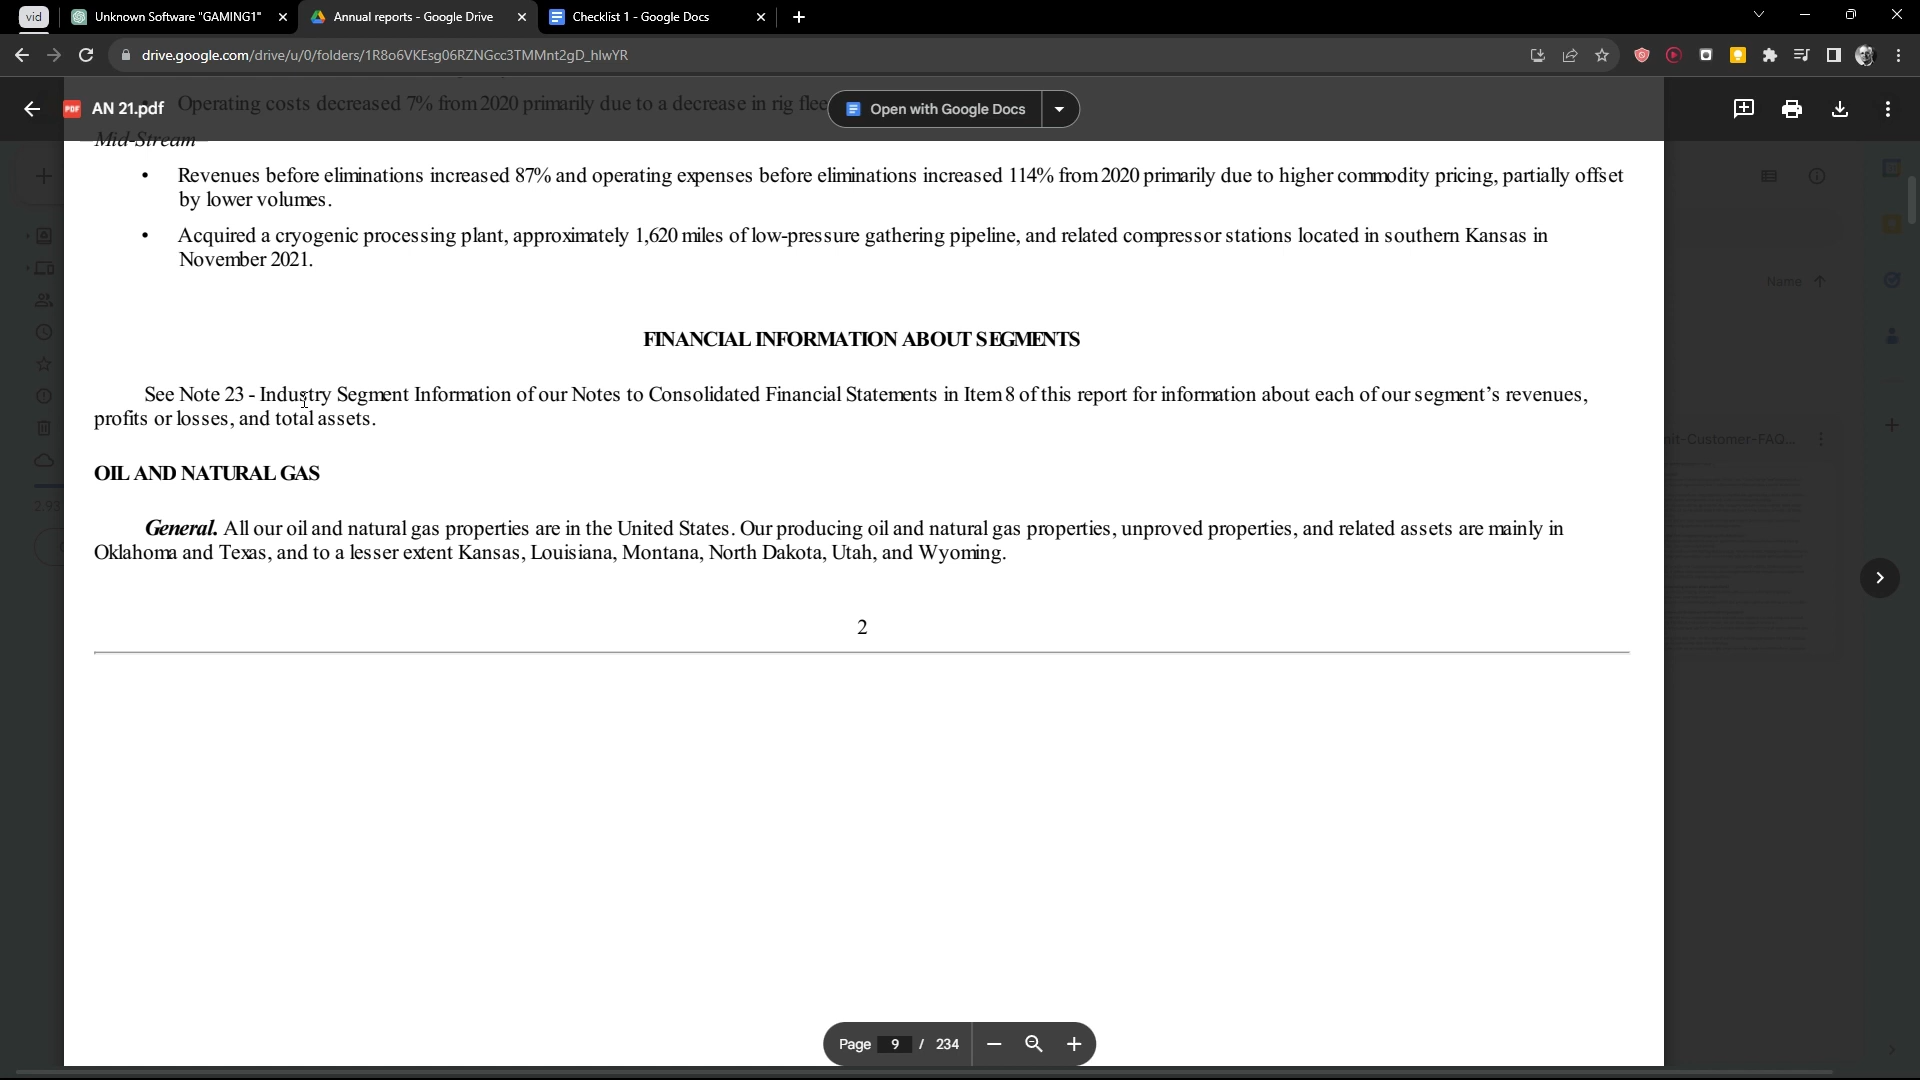 vid
Unknown Software "GAMING1"
Annual reports - Google Drive
Checklist 1 - Google Docs
drive.google.com/drive/u/0/folders/1R8o6VKEsg06RZNGcc3TMMnt2gD_hlwYR
PDF
AN 21.pdf
Operating costs decreased 7% from 2020 primarily due to a decrease in rig flee
Open with Google Docs
Mid-Stream
• Revenues before eliminations increased 87% and operating expenses before eliminations increased 114% from 2020 primarily due to higher commodity pricing, partially offset
by lower volumes.
• Acquired a cryogenic processing plant, approximately 1,620 miles of low-pressure gathering pipeline, and related compressor stations located in southern Kansas in
November 2021.
Name
FINANCIAL INFORMATION ABOUT SEGMENTS
See Note 23 - Industry Segment Information of our Notes to Consolidated Financial Statements in Item 8 of this report for information about each of our segment's revenues,
profits or losses, and total assets.
nit-Customer-FAQ...
OIL AND NATURAL GAS
2.93
General. All our oil and natural gas properties are in the United States. Our producing oil and natural gas properties, unproved properties, and related assets are mainly in
Oklahoma and Texas, and to a lesser extent Kansas, Louisiana, Montana, North Dakota, Utah, and Wyoming.
2
Page 9 / 234